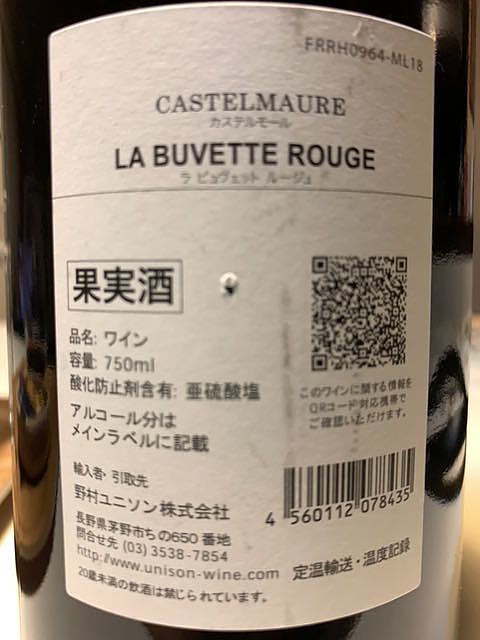 FRRH0964-ML18
CASTELMAURE
カステルモール
LA BUVETTE ROUGE
ラ ビュヴェット ルージュ
果実酒
品名: ワイン
容量: 750ml
酸化防止剤含有: 亜硫酸塩
アルコール分は
メインラベルに記載
このワインに関する情報を
QRコード対応携帯で
ご確認いただけます。
輸入者・引取先
野村ユニソン株式会社
長野県茅野市ちの650番地
問合せ先 (03)3538-7854
http://www.unison-wine.com
20歳未満の飲酒は禁じられています。
4 560112 078435
定温輸送・温度記録